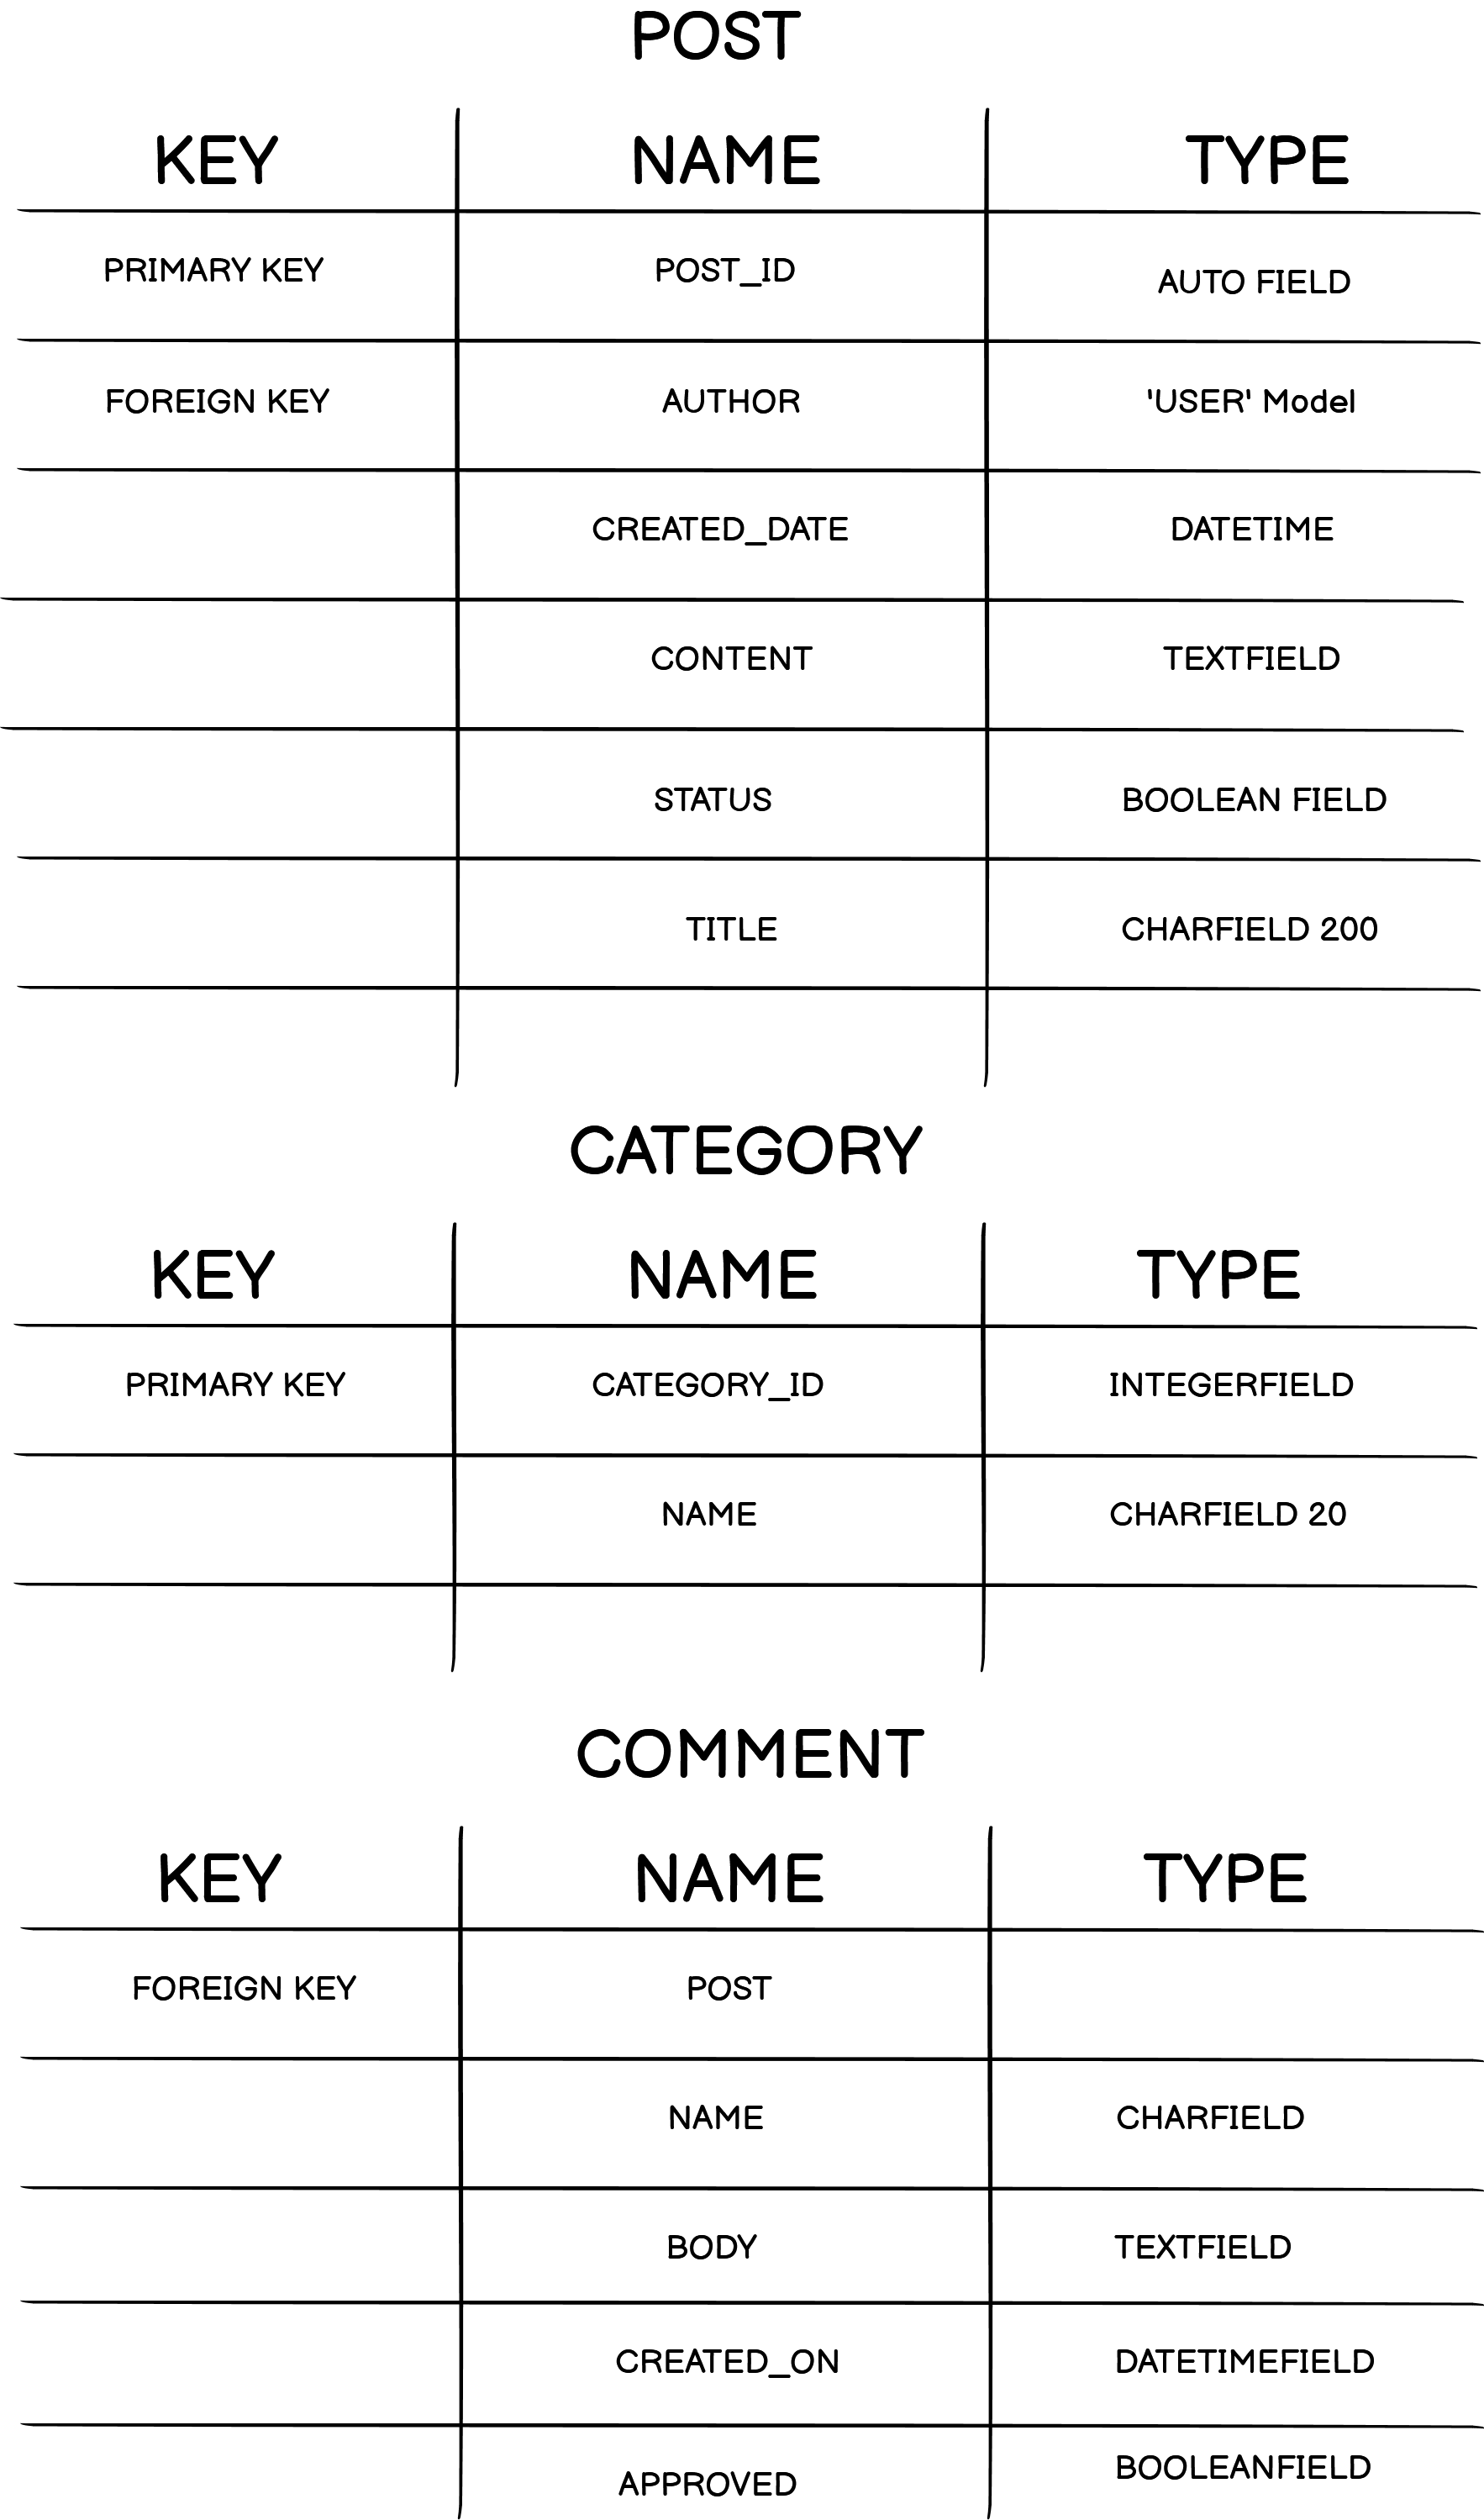 POST
KEY NAME TYPE
PRIMARY KEY POST_ID AUTO FIELD
FOREIGN KEY AUTHOR 'USER' Model
CREATED_DATE DATETIME
CONTENT TEXTFIELD
STATUS BOOLEAN FIELD
TITLE CHARFIELD 200
CATEGORY
KEY NAME TYPE
PRIMARY KEY CATEGORY_ID INTEGERFIELD
NAME CHARFIELD 20
COMMENT
KEY NAME TYPE
FOREIGN KEY POST
NAME CHARFIELD
BODY TEXTFIELD
CREATED_ON DATETIMEFIELD
APPROVED BOOLEANFIELD